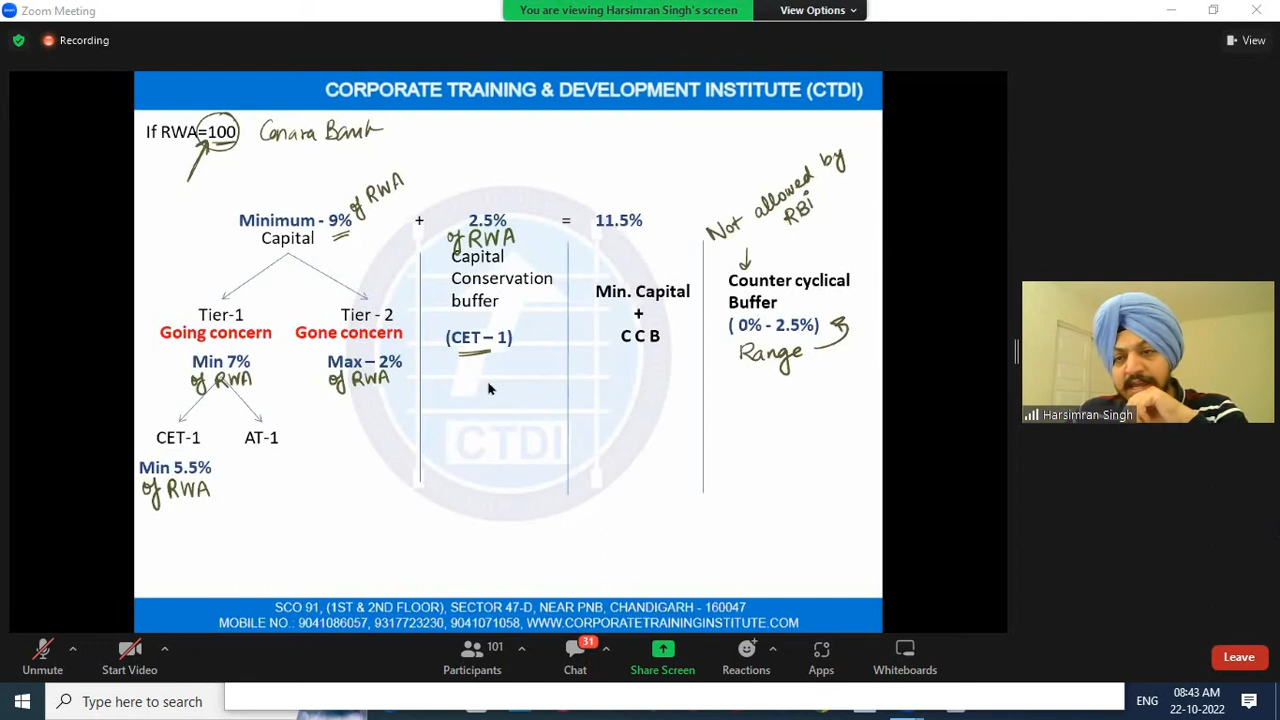 Zoom Meeting
You are viewing Harsimran Singh's screen
View Options
Recording
View
CORPORATE TRAINING & DEVELOPMENT INSTITUTE (CTDI)
If RWA=100 Canara Bank
Not allowed by
RBi
Minimum - 9% of RWA + 2.5% = 11.5%
of RWA
Capital
Capital
Conservation
buffer
(CET – 1)
Min. Capital
+
C C B
Counter cyclical
Buffer
( 0% - 2.5%)
Range
Tier-1 Tier - 2
Going concern Gone concern
Min 7% Max – 2%
of RWA of RWA
CET-1 AT-1
Min 5.5%
of RWA
CTDI
Harsimran Singh
SCO 91, (1ST & 2ND FLOOR), SECTOR 47-D, NEAR PNB, CHANDIGARH - 160047
MOBILE NO.: 9041086057, 9317723230, 9041071058, WWW.CORPORATETRAININGINSTITUTE.COM
Unmute Start Video Participants 101 Chat 31 Share Screen Reactions Apps Whiteboards Leave
Type here to search
ENG
08:43 AM
22-10-2022